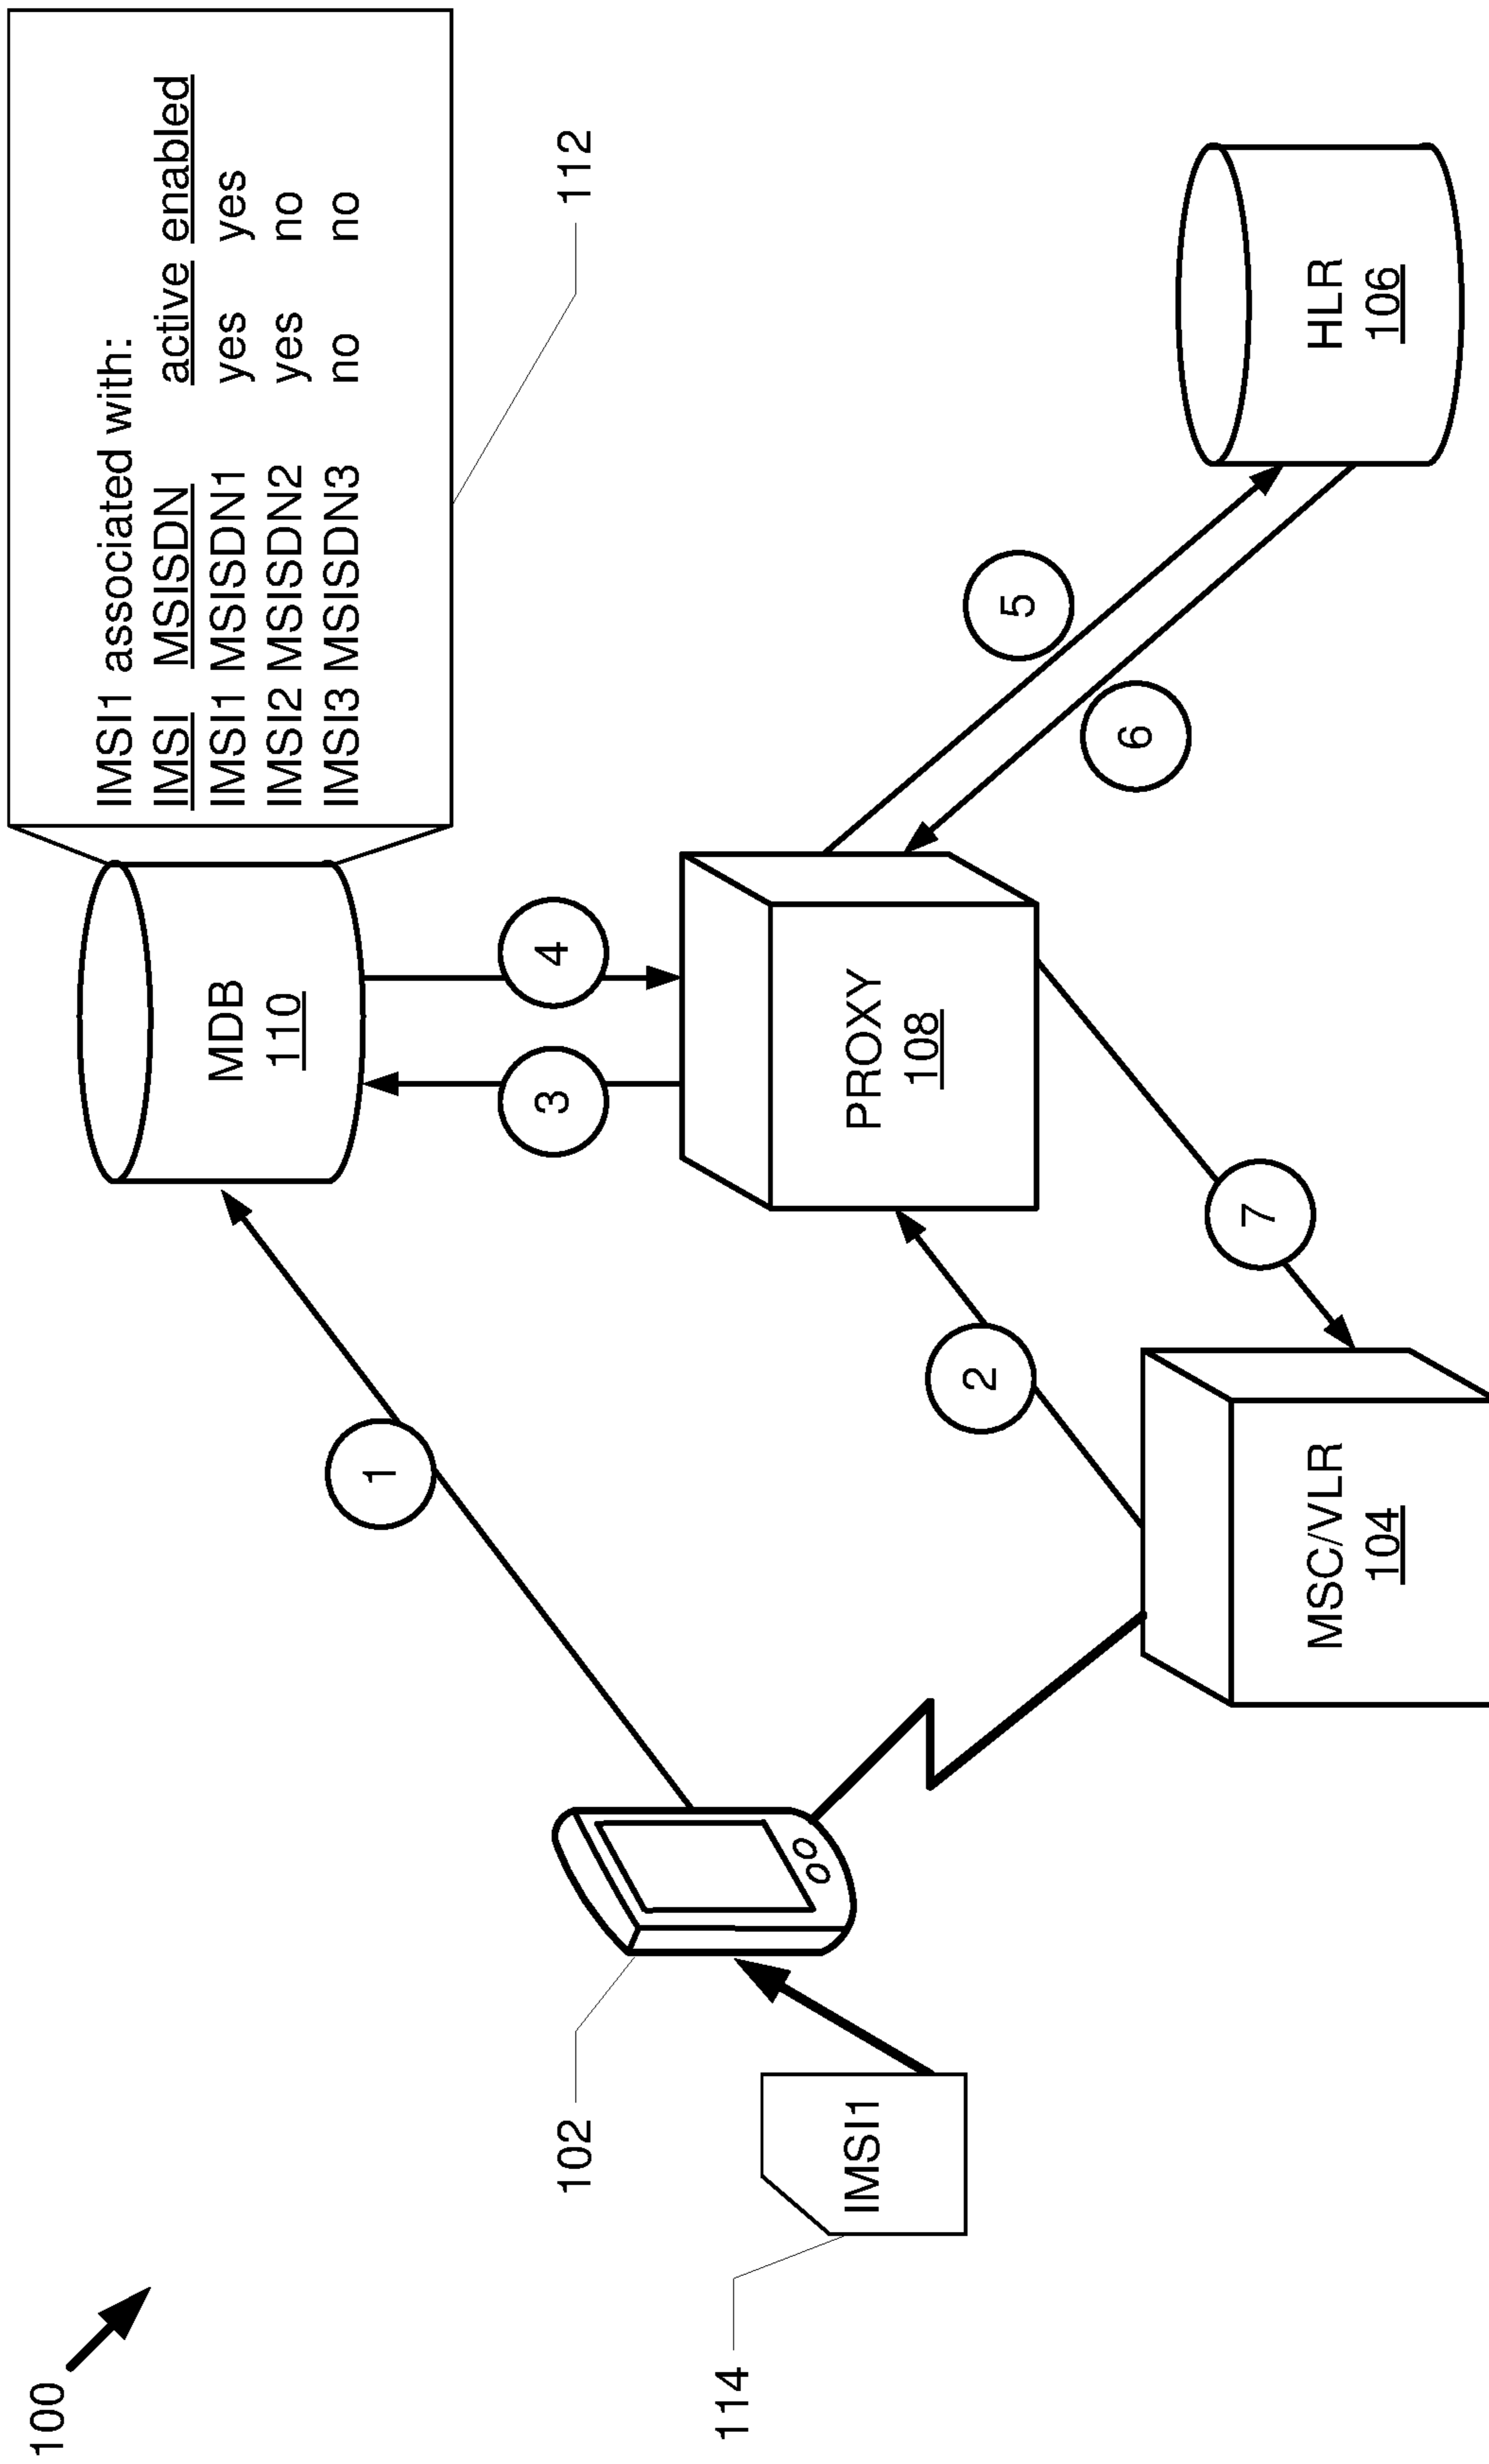 100
IMSI1 associated with:
IMSI MSISDN active enabled
IMSI1 MSISDN1 yes yes
IMSI2 MSISDN2 yes no
IMSI3 MSISDN3 no no
112
MDB
110
1
3
4
102
114
IMSI1
PROXY
108
2
5
6
7
MSC/VLR
104
HLR
106